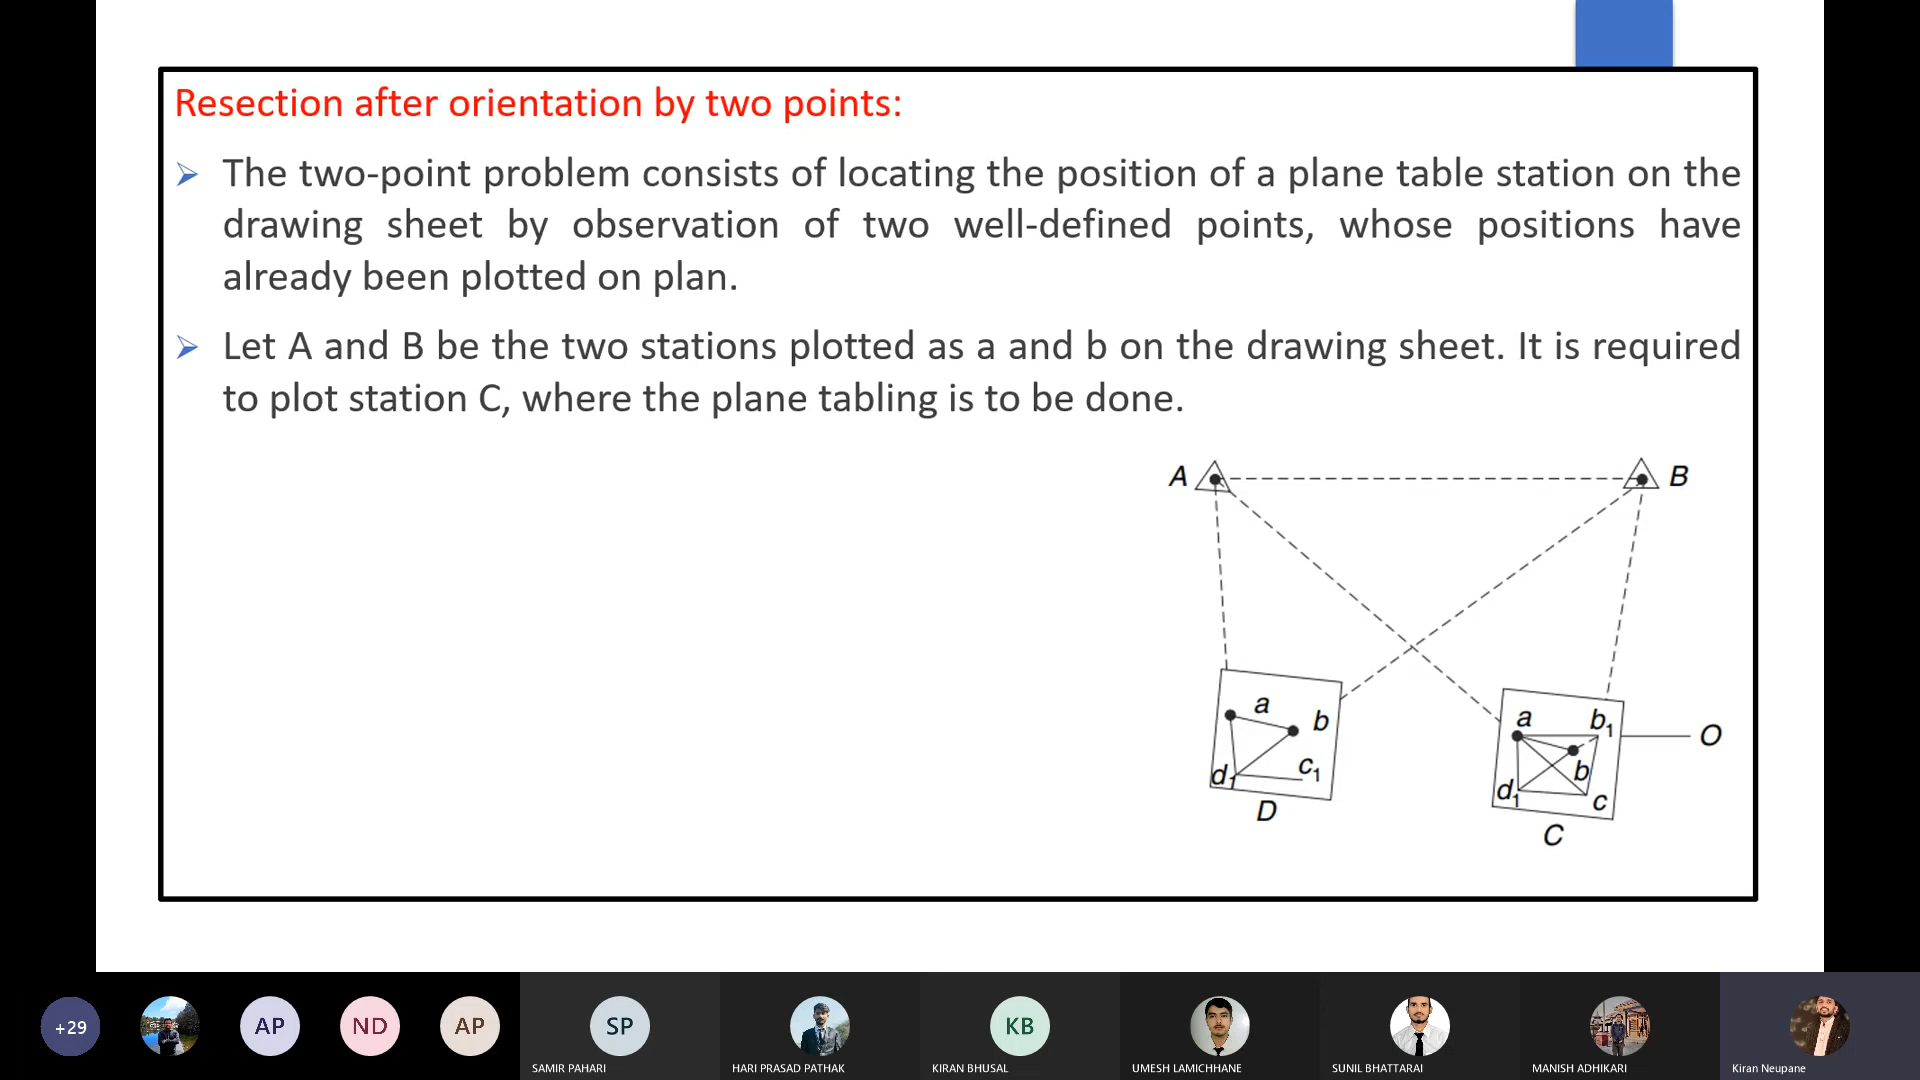 Resection after orientation by two points:
The two-point problem consists of locating the position of a plane table station on the
drawing sheet by observation of two well-defined points, whose positions have
already been plotted on plan.
Let A and B be the two stations plotted as a and b on the drawing sheet. It is required
to plot station C, where the plane tabling is to be done.
A
B
a
b
d1
c1
D
a
b1
b
d1
c
C
O
+29
AP
ND
AP
SP
KB
SAMIR PAHARI
HARI PRASAD PATHAK
KIRAN BHUSAL
UMESH LAMICHHANE
SUNIL BHATTARAI
MANISH ADHIKARI
Kiran Neupane